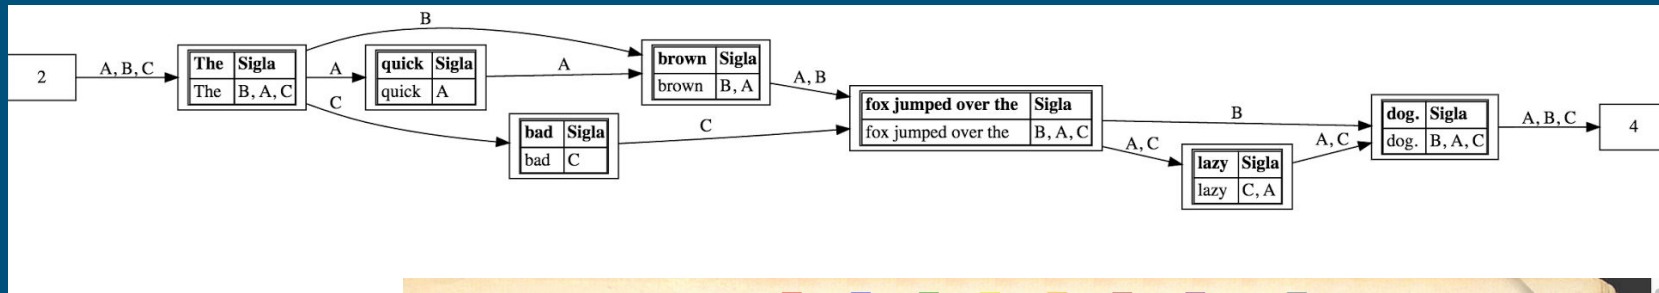 2
A, B, C
The Sigla
The B, A, C
B
A
C
quick Sigla
quick A
A
bad Sigla
bad C
C
brown Sigla
brown B, A
A, B
fox jumped over the Sigla
fox jumped over the B, A, C
B
A, C
lazy Sigla
lazy C, A
A, C
dog. Sigla
dog. B, A, C
A, B, C
4